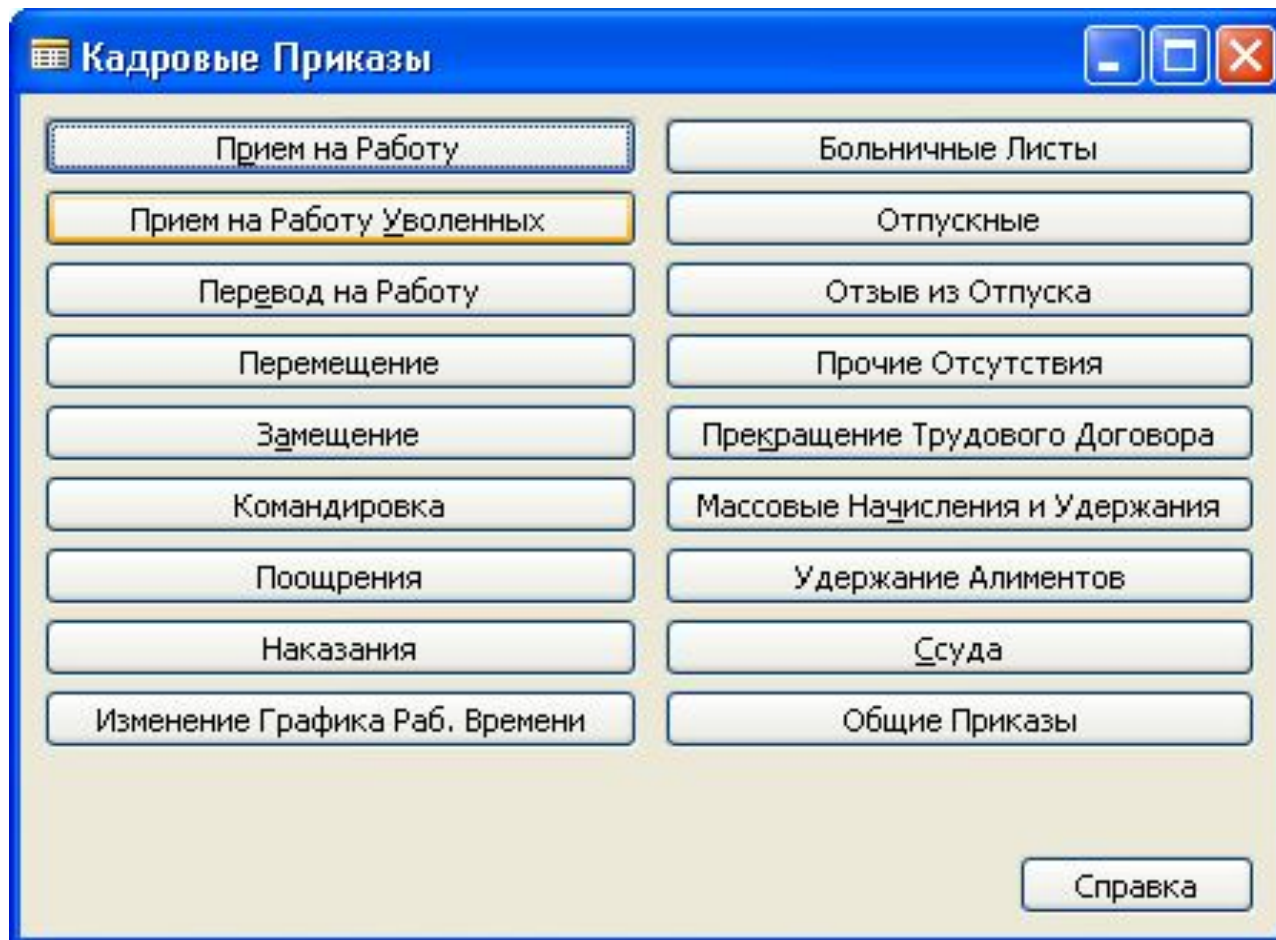 Кадровые Приказы
Прием на Работу
Прием на Работу Уволенных
Перевод на Работу
Перемещение
Замещение
Командировка
Поощрения
Наказания
Изменение Графика Раб. Времени
Больничные Листы
Отпускные
Отзыв из Отпуска
Прочие Отсутствия
Прекращение Трудового Договора
Массовые Начисления и Удержания
Удержание Алиментов
Ссуда
Общие Приказы
Справка